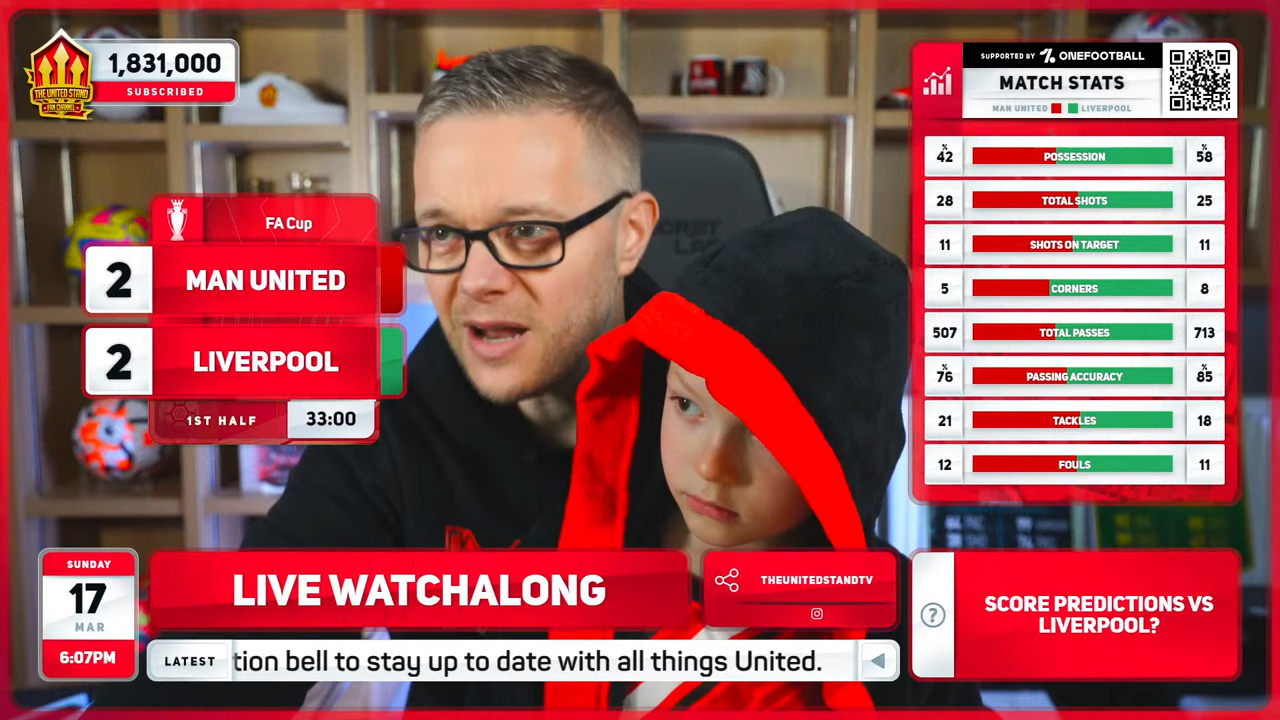 1,831,000
SUBSCRIBED
THE UNITED STAND
FAN CHANNEL
FA Cup
2 MAN UNITED
2 LIVERPOOL
1ST HALF 33:00
SUPPORTED BY ONEFOOTBALL
MATCH STATS
MAN UNITED LIVERPOOL
% %
42 POSSESSION 58
28 TOTAL SHOTS 25
11 SHOTS ON TARGET 11
5 CORNERS 8
507 TOTAL PASSES 713
% %
76 PASSING ACCURACY 85
21 TACKLES 18
12 FOULS 11
SUNDAY
17
MAR
6:07PM
LIVE WATCHALONG
THEUNITEDSTANDTV
LATEST tion bell to stay up to date with all things United.
?
SCORE PREDICTIONS VS
LIVERPOOL?